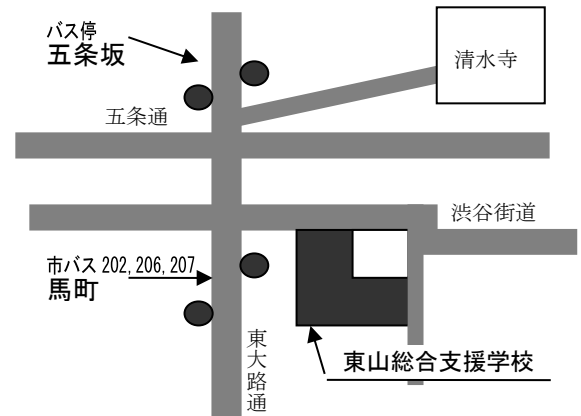 バス停
五条坂
清水寺
五条通
渋谷街道
市バス 202, 206, 207
馬町
東大路通
東山総合支援学校